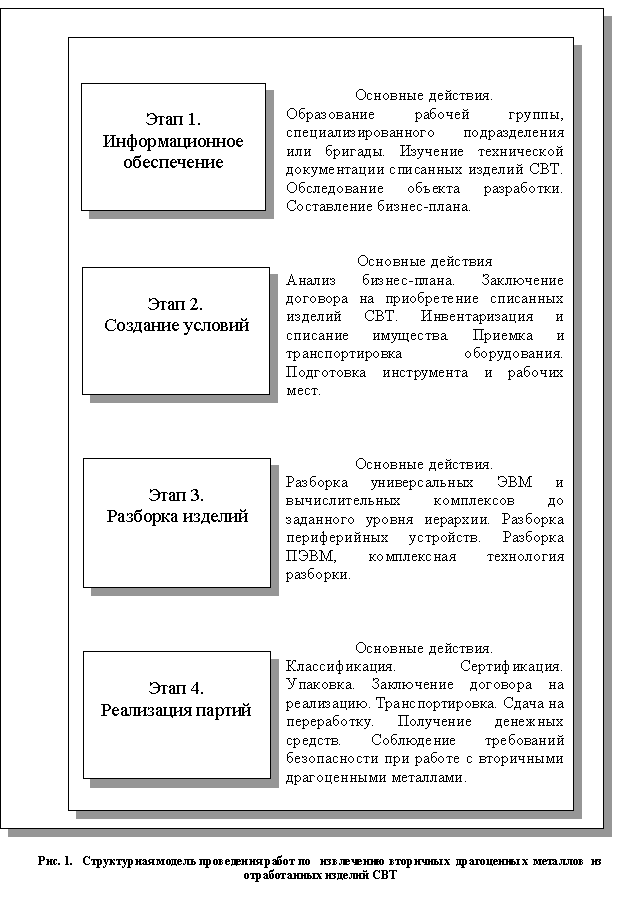 Этап 1.
Информационное
обеспечение
Основные действия.
Образование рабочей группы,
специализированного подразделения
или бригады. Изучение технической
документации списанных изделий СВТ.
Обследование объекта разработки.
Составление бизнес-плана.
Этап 2.
Создание условий
Основные действия
Анализ бизнес-плана. Заключение
договора на приобретение списанных
изделий СВТ. Инвентаризация и
списание имущества. Приемка и
транспортировка оборудования.
Подготовка инструмента и рабочих
мест.
Этап 3.
Разборка изделий
Основные действия.
Разборка универсальных ЭВМ и
вычислительных комплексов до
заданного уровня иерархии. Разборка
периферийных устройств. Разборка
ПЭВМ, комплексная технология
разборки.
Этап 4.
Реализация партий
Основные действия.
Классификация. Сертификация.
Упаковка. Заключение договора на
реализацию. Транспортировка. Сдача на
переработку. Получение денежных
средств. Соблюдение требований
безопасности при работе с вторичными
драгоценными металлами.
Рис. 1. Структурная модель проведения работ по извлечению вторичных драгоценных металлов из
отработанных изделий СВТ